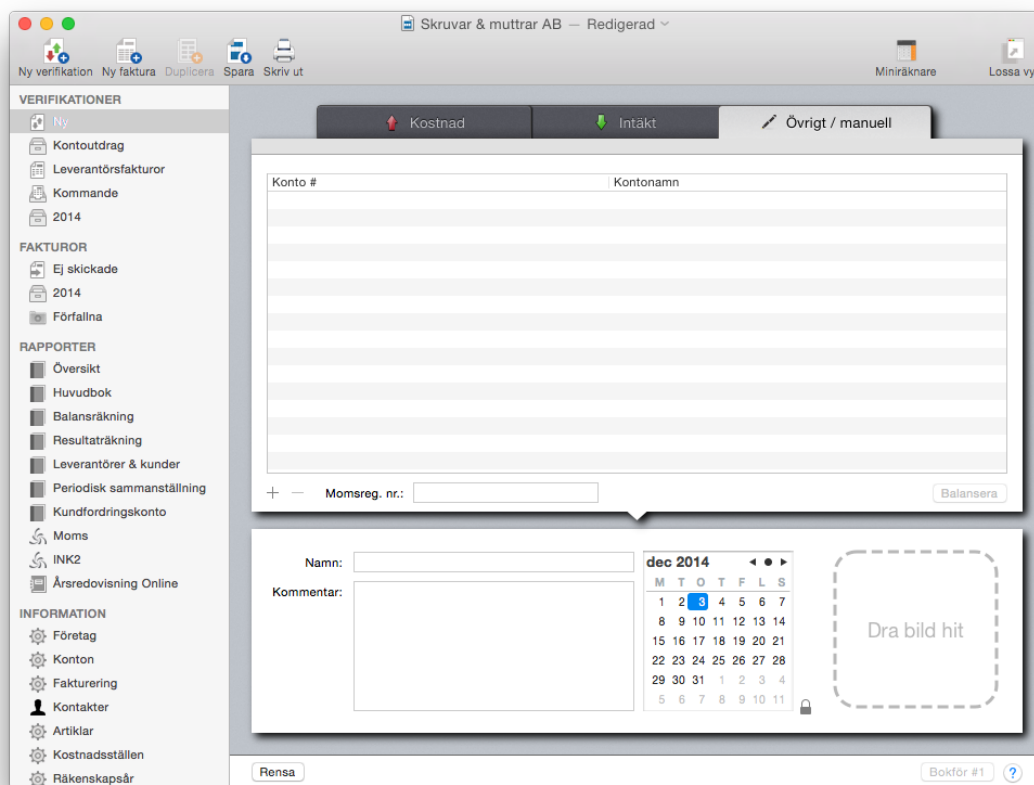 Skruvar & muttrar AB — Redigerad
Ny verifikation Ny faktura Duplicera Spara Skriv ut Miniräknare Lossa vy
VERIFIKATIONER
Ny
Kontoutdrag
Leverantörsfakturor
Kommande
2014
FAKTUROR
Ej skickade
2014
Förfallna
RAPPORTER
Översikt
Huvudbok
Balansräkning
Resultaträkning
Leverantörer & kunder
Periodisk sammanställning
Kundfordringskonto
Moms
INK2
Årsredovisning Online
INFORMATION
Företag
Konton
Fakturering
Kontakter
Artiklar
Kostnadsställen
Räkenskapsår
Kostnad Intäkt Övrigt / manuell
Konto # Kontonamn
Momsreg. nr.: Balansera
Namn:
Kommentar:
dec 2014
M T O T F L S
1 2 3 4 5 6 7
8 9 10 11 12 13 14
15 16 17 18 19 20 21
22 23 24 25 26 27 28
29 30 31 1 2 3 4
5 6 7 8 9 10 11
Dra bild hit
Rensa Bokför #1 ?